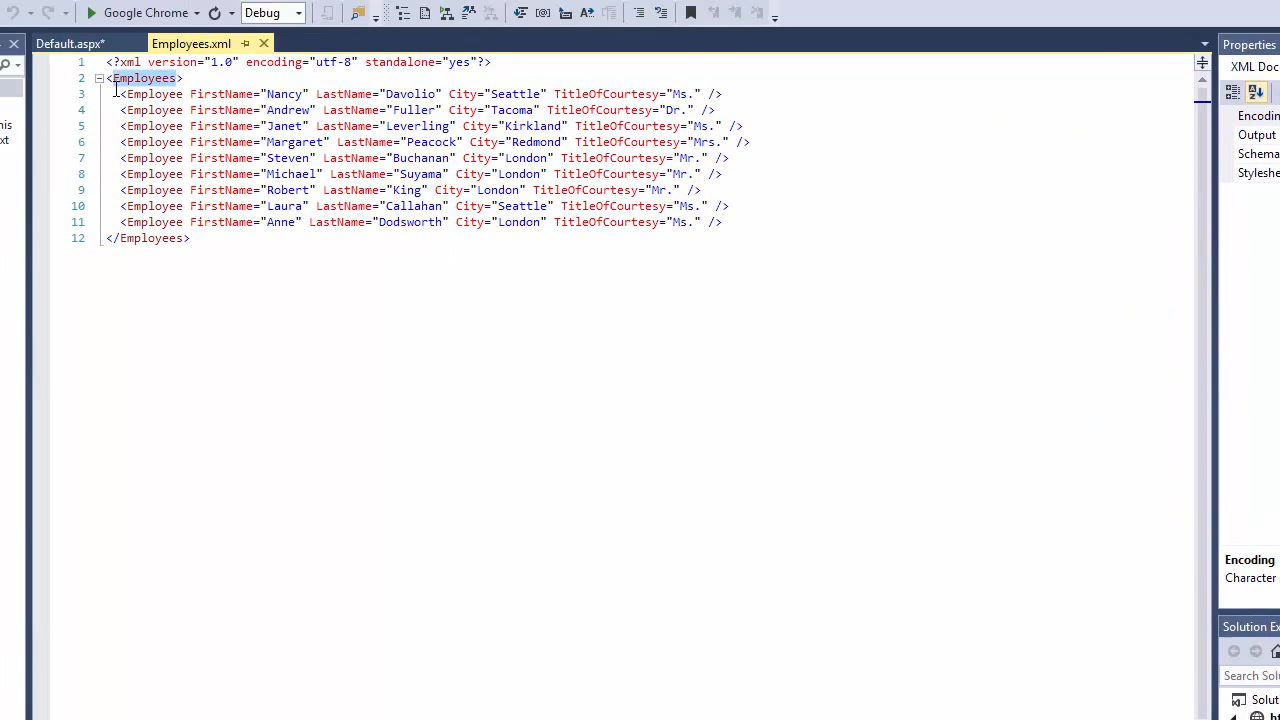 Google Chrome Debug
Default.aspx* Employees.xml
Properties
XML Doc
1 <?xml version="1.0" encoding="utf-8" standalone="yes"?>
2 <Employees>
3 <Employee FirstName="Nancy" LastName="Davolio" City="Seattle" TitleOfCourtesy="Ms." />
4 <Employee FirstName="Andrew" LastName="Fuller" City="Tacoma" TitleOfCourtesy="Dr." />
5 <Employee FirstName="Janet" LastName="Leverling" City="Kirkland" TitleOfCourtesy="Ms." />
6 <Employee FirstName="Margaret" LastName="Peacock" City="Redmond" TitleOfCourtesy="Mrs." />
7 <Employee FirstName="Steven" LastName="Buchanan" City="London" TitleOfCourtesy="Mr." />
8 <Employee FirstName="Michael" LastName="Suyama" City="London" TitleOfCourtesy="Mr." />
9 <Employee FirstName="Robert" LastName="King" City="London" TitleOfCourtesy="Mr." />
10 <Employee FirstName="Laura" LastName="Callahan" City="Seattle" TitleOfCourtesy="Ms." />
11 <Employee FirstName="Anne" LastName="Dodsworth" City="London" TitleOfCourtesy="Ms." />
12 </Employees>
his
xt
Encoding
Output
Schema
Styleshe
Encoding
Character
Solution Ex
Search Solu
Solut